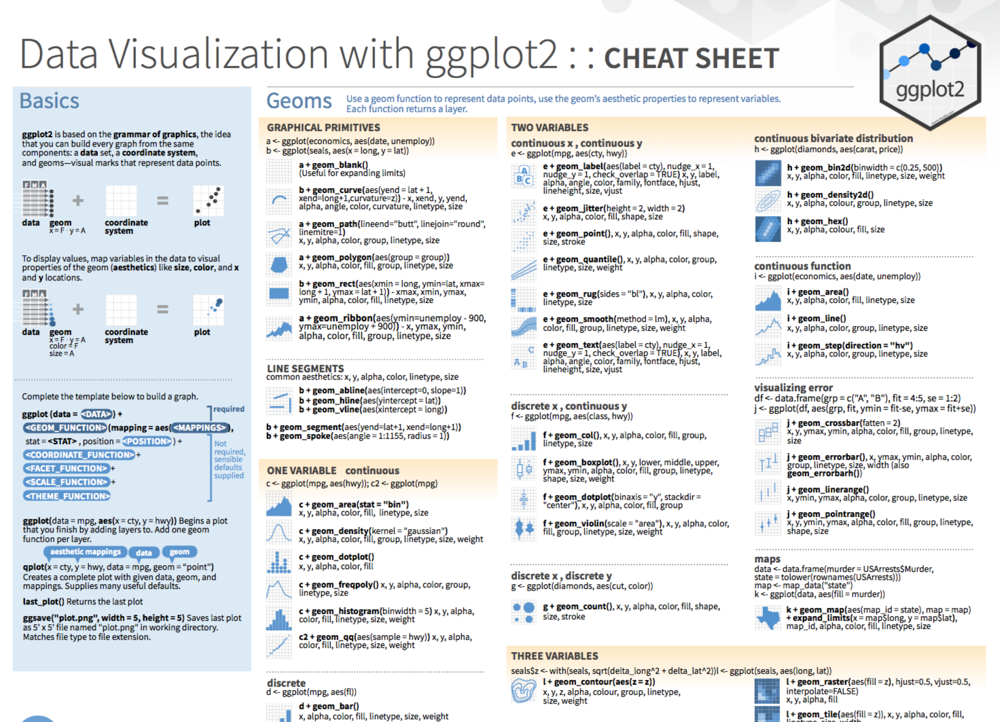 Data Visualization with ggplot2 : : CHEAT SHEET
ggplot2
Basics
ggplot2 is based on the grammar of graphics, the idea
that you can build every graph from the same
components: a data set, a coordinate system,
and geoms—visual marks that represent data points.
F M A
data
geom
x = F · y = A
coordinate
system
plot
+ =
To display values, map variables in the data to visual
properties of the geom (aesthetics) like size, color, and x
and y locations.
F M A
data
geom
x = F · y = A
color = F
size = A
coordinate
system
plot
+ =
Complete the template below to build a graph.
required
ggplot (data = <DATA>) +
<GEOM_FUNCTION>(mapping = aes(<MAPPINGS>),
stat = <STAT> , position = <POSITION>) +
<COORDINATE_FUNCTION> +
<FACET_FUNCTION> +
<SCALE_FUNCTION> +
<THEME_FUNCTION>
Not
required,
sensible
defaults
supplied
ggplot(data = mpg, aes(x = cty, y = hwy)) Begins a plot
that you finish by adding layers to. Add one geom
function per layer.
aesthetic mappings data geom
qplot(x = cty, y = hwy, data = mpg, geom = “point")
Creates a complete plot with given data, geom, and
mappings. Supplies many useful defaults.
last_plot() Returns the last plot
ggsave("plot.png", width = 5, height = 5) Saves last plot
as 5’ x 5’ file named "plot.png" in working directory.
Matches file type to file extension.
Geoms
Use a geom function to represent data points, use the geom’s aesthetic properties to represent variables.
Each function returns a layer.
GRAPHICAL PRIMITIVES
a <- ggplot(economics, aes(date, unemploy))
b <- ggplot(seals, aes(x = long, y = lat))
a + geom_blank()
(Useful for expanding limits)
b + geom_curve(aes(yend = lat + 1,
xend=long+1,curvature=z)) - x, xend, y, yend,
alpha, angle, color, curvature, linetype, size
a + geom_path(lineend="butt", linejoin="round",
linemitre=1)
x, y, alpha, color, group, linetype, size
a + geom_polygon(aes(group = group))
x, y, alpha, color, fill, group, linetype, size
b + geom_rect(aes(xmin = long, ymin=lat, xmax=
long + 1, ymax = lat + 1)) - xmax, xmin, ymax,
ymin, alpha, color, fill, linetype, size
a + geom_ribbon(aes(ymin=unemploy - 900,
ymax=unemploy + 900)) - x, ymax, ymin,
alpha, color, fill, group, linetype, size
LINE SEGMENTS
common aesthetics: x, y, alpha, color, linetype, size
b + geom_abline(aes(intercept=0, slope=1))
b + geom_hline(aes(yintercept = lat))
b + geom_vline(aes(xintercept = long))
b + geom_segment(aes(yend=lat+1, xend=long+1))
b + geom_spoke(aes(angle = 1:1155, radius = 1))
ONE VARIABLE continuous
c <- ggplot(mpg, aes(hwy)); c2 <- ggplot(mpg)
c + geom_area(stat = "bin")
x, y, alpha, color, fill, linetype, size
c + geom_density(kernel = "gaussian")
x, y, alpha, color, fill, group, linetype, size, weight
c + geom_dotplot()
x, y, alpha, color, fill
c + geom_freqpoly() x, y, alpha, color, group,
linetype, size
c + geom_histogram(binwidth = 5) x, y, alpha,
color, fill, linetype, size, weight
c2 + geom_qq(aes(sample = hwy)) x, y, alpha,
color, fill, linetype, size, weight
discrete
d <- ggplot(mpg, aes(fl))
d + geom_bar()
x, alpha, color, fill, linetype, size, weight
TWO VARIABLES
continuous x , continuous y
e <- ggplot(mpg, aes(cty, hwy))
A
B C
e + geom_label(aes(label = cty), nudge_x = 1,
nudge_y = 1, check_overlap = TRUE) x, y, label,
alpha, angle, color, family, fontface, hjust,
lineheight, size, vjust
e + geom_jitter(height = 2, width = 2)
x, y, alpha, color, fill, shape, size
e + geom_point(), x, y, alpha, color, fill, shape,
size, stroke
e + geom_quantile(), x, y, alpha, color, group,
linetype, size, weight
e + geom_rug(sides = "bl"), x, y, alpha, color,
linetype, size
e + geom_smooth(method = lm), x, y, alpha,
color, fill, group, linetype, size, weight
C
A B
e + geom_text(aes(label = cty), nudge_x = 1,
nudge_y = 1, check_overlap = TRUE), x, y, label,
alpha, angle, color, family, fontface, hjust,
lineheight, size, vjust
discrete x , continuous y
f <- ggplot(mpg, aes(class, hwy))
f + geom_col(), x, y, alpha, color, fill, group,
linetype, size
f + geom_boxplot(), x, y, lower, middle, upper,
ymax, ymin, alpha, color, fill, group, linetype,
shape, size, weight
f + geom_dotplot(binaxis = "y", stackdir =
"center"), x, y, alpha, color, fill, group
f + geom_violin(scale = "area"), x, y, alpha, color,
fill, group, linetype, size, weight
discrete x , discrete y
g <- ggplot(diamonds, aes(cut, color))
g + geom_count(), x, y, alpha, color, fill, shape,
size, stroke
continuous bivariate distribution
h <- ggplot(diamonds, aes(carat, price))
h + geom_bin2d(binwidth = c(0.25, 500))
x, y, alpha, color, fill, linetype, size, weight
h + geom_density2d()
x, y, alpha, colour, group, linetype, size
h + geom_hex()
x, y, alpha, colour, fill, size
continuous function
i <- ggplot(economics, aes(date, unemploy))
i + geom_area()
x, y, alpha, color, fill, linetype, size
i + geom_line()
x, y, alpha, color, group, linetype, size
i + geom_step(direction = "hv")
x, y, alpha, color, group, linetype, size
visualizing error
df <- data.frame(grp = c("A", "B"), fit = 4:5, se = 1:2)
j <- ggplot(df, aes(grp, fit, ymin = fit-se, ymax = fit+se))
j + geom_crossbar(fatten = 2)
x, y, ymax, ymin, alpha, color, fill, group, linetype,
size
j + geom_errorbar(), x, ymax, ymin, alpha, color,
group, linetype, size, width (also
geom_errorbarh())
j + geom_linerange()
x, ymin, ymax, alpha, color, group, linetype, size
j + geom_pointrange()
x, y, ymin, ymax, alpha, color, fill, group, linetype,
shape, size
maps
data <- data.frame(murder = USArrests$Murder,
state = tolower(rownames(USArrests)))
map <- map_data("state")
k <- ggplot(data, aes(fill = murder))
k + geom_map(aes(map_id = state), map = map)
+ expand_limits(x = map$long, y = map$lat),
map_id, alpha, color, fill, linetype, size
THREE VARIABLES
seals$z <- with(seals, sqrt(delta_long^2 + delta_lat^2))l <- ggplot(seals, aes(long, lat))
l + geom_contour(aes(z = z))
x, y, z, alpha, colour, group, linetype,
size, weight
l + geom_raster(aes(fill = z), hjust=0.5, vjust=0.5,
interpolate=FALSE)
x, y, alpha, fill
l + geom_tile(aes(fill = z)), x, y, alpha, color, fill,